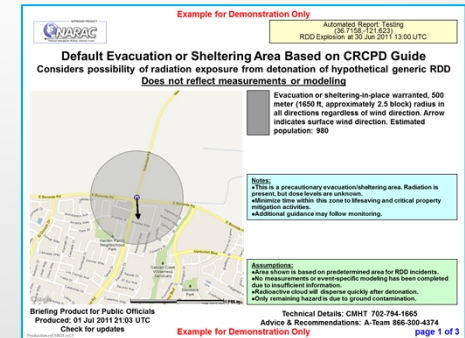 Example for Demonstration Only
NARAC
Automated Report: Testing
(36.7158,-121.623)
RDD Explosion at 30 Jun 2011 13:00 UTC
Default Evacuation or Sheltering Area Based on CRCPD Guide
Considers possibility of radiation exposure from detonation of hypothetical generic RDD
Does not reflect measurements or modeling
Evacuation or sheltering-in-place warranted, 500
meter (1650 ft, approximately 2.5 block) radius in
all directions regardless of wind direction. Arrow
indicates surface wind direction. Estimated
population: 980
Notes:
•This is a precautionary evacuation/sheltering area. Radiation is
present, but dose levels are unknown.
•Minimize time within this zone to lifesaving and critical property
mitigation activities.
•Additional guidance may follow monitoring.
Assumptions:
•Area shown is based on predetermined area for RDD incidents.
•No measurements or event-specific modeling has been completed
due to insufficient information.
•Radioactive cloud will disperse quickly after detonation.
•Only remaining hazard is due to ground contamination.
Briefing Product for Public Officials
Produced: 01 Jul 2011 21:03 UTC
Check for updates
Technical Details: CMHT 702-794-1665
Advice & Recommendations: A-Team 866-300-4374
Example for Demonstration Only
page 1 of 3